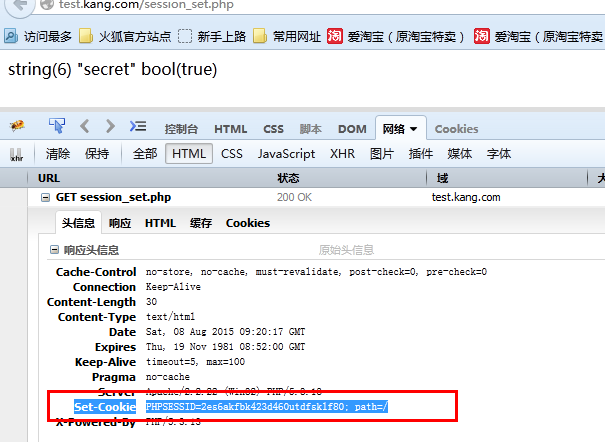 test.kang.com/session_set.php
访问最多 火狐官方站点 新手上路 常用网址 淘 爱淘宝（原淘宝特卖） 淘 爱淘宝（原淘宝特卖）
string(6) "secret" bool(true)
控制台 HTML CSS 脚本 DOM 网络 Cookies
xhr 清除 保持 全部 HTML CSS JavaScript XHR 图片 插件 媒体 字体
URL 状态 域
GET session_set.php 200 OK test.kang.com
头信息 响应 HTML 缓存 Cookies
响应头信息 原始头信息
Cache-Control no-store, no-cache, must-revalidate, post-check=0, pre-check=0
Connection Keep-Alive
Content-Length 30
Content-Type text/html
Date Sat, 08 Aug 2015 09:20:17 GMT
Expires Thu, 19 Nov 1981 08:52:00 GMT
Keep-Alive timeout=5, max=100
Pragma no-cache
Server Apache/2.2.22 (Win32) PHP/5.3.13
Set-Cookie PHPSESSID=2es6akfbk423d460utdfsklf80; path=/
X-Powered-By PHP/5.3.13